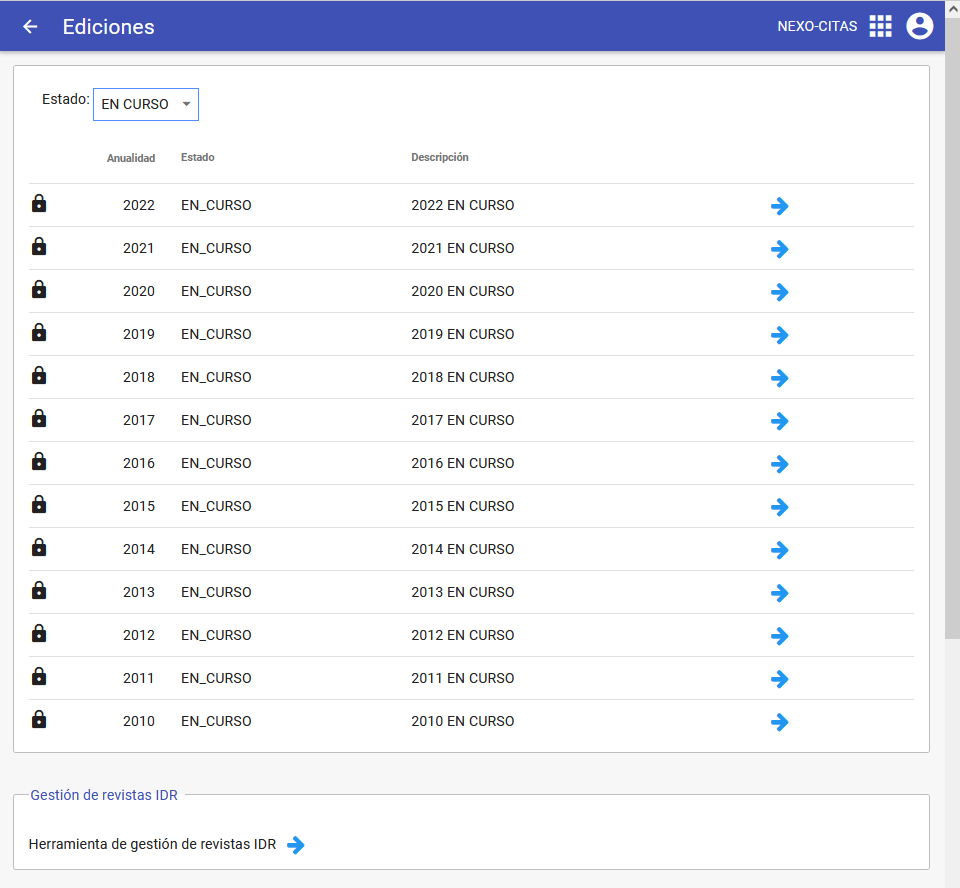 Ediciones NEXO-CITAS
Estado: EN CURSO
Anualidad Estado Descripción
2022 EN_CURSO 2022 EN CURSO
2021 EN_CURSO 2021 EN CURSO
2020 EN_CURSO 2020 EN CURSO
2019 EN_CURSO 2019 EN CURSO
2018 EN_CURSO 2018 EN CURSO
2017 EN_CURSO 2017 EN CURSO
2016 EN_CURSO 2016 EN CURSO
2015 EN_CURSO 2015 EN CURSO
2014 EN_CURSO 2014 EN CURSO
2013 EN_CURSO 2013 EN CURSO
2012 EN_CURSO 2012 EN CURSO
2011 EN_CURSO 2011 EN CURSO
2010 EN_CURSO 2010 EN CURSO
Gestión de revistas IDR
Herramienta de gestión de revistas IDR